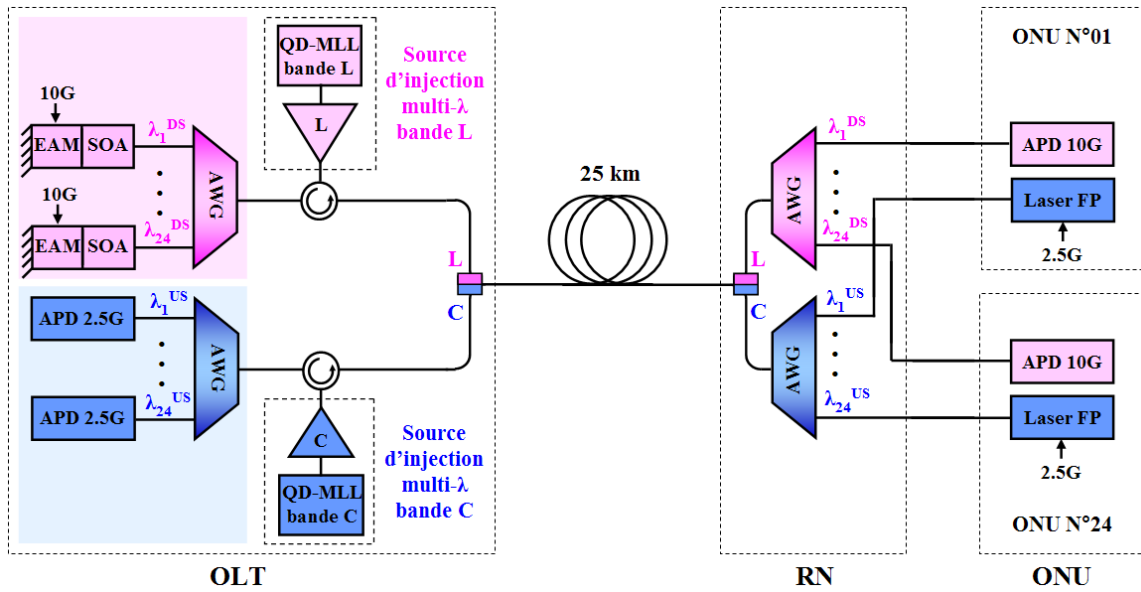 10G
EAM SOA
λ₁ᴰˢ
10G
EAM SOA
λ₂₄ᴰˢ
AWG
QD-MLL
bande L
L
Source
d’injection
multi-λ
bande L
APD 2.5G
λ₁ᵁˢ
APD 2.5G
λ₂₄ᵁˢ
AWG
C
QD-MLL
bande C
Source
d’injection
multi-λ
bande C
L
C
OLT
25 km
L
C
AWG
λ₁ᴰˢ
λ₂₄ᴰˢ
AWG
λ₁ᵁˢ
λ₂₄ᵁˢ
RN
ONU N°01
APD 10G
Laser FP
2.5G
APD 10G
Laser FP
2.5G
ONU N°24
ONU